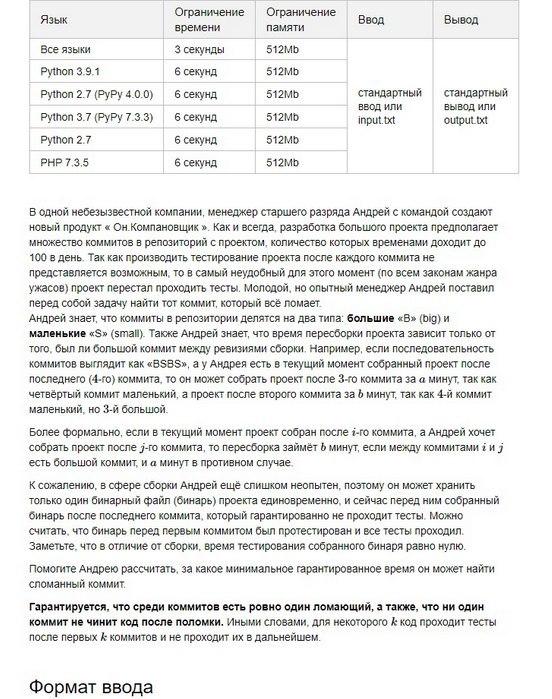 Язык Ограничение времени Ограничение памяти Ввод Вывод
Все языки 3 секунды 512Mb стандартный ввод или input.txt стандартный вывод или output.txt
Python 3.9.1 6 секунд 512Mb
Python 2.7 (PyPy 4.0.0) 6 секунд 512Mb
Python 3.7 (PyPy 7.3.3) 6 секунд 512Mb
Python 2.7 6 секунд 512Mb
PHP 7.3.5 6 секунд 512Mb
В одной небезызвестной компании, менеджер старшего разряда Андрей с командой создают
новый продукт « Он.Компановщик ». Как и всегда, разработка большого проекта предполагает
множество коммитов в репозиторий с проектом, количество которых временами доходит до
100 в день. Так как производить тестирование проекта после каждого коммита не
представляется возможным, то в самый неудобный для этого момент (по всем законам жанра
ужасов) проект перестал проходить тесты. Молодой, но опытный менеджер Андрей поставил
перед собой задачу найти тот коммит, который всё ломает.
Андрей знает, что коммиты в репозитории делятся на два типа: большие «B» (big) и
маленькие «S» (small). Также Андрей знает, что время пересборки проекта зависит только от
того, был ли большой коммит между ревизиями сборки. Например, если последовательность
коммитов выглядит как «BSBS», а у Андрея есть в текущий момент собранный проект после
последнего (4-го) коммита, то он может собрать проект после 3-го коммита за a минут, так как
четвёртый коммит маленький, а проект после второго коммита за b минут, так как 4-й коммит
маленький, но 3-й большой.
Более формально, если в текущий момент проект собран после i-го коммита, а Андрей хочет
собрать проект после j-го коммита, то пересборка займёт b минут, если между коммитами i и j
есть большой коммит, и a минут в противном случае.
К сожалению, в сфере сборки Андрей ещё слишком неопытен, поэтому он может хранить
только один бинарный файл (бинарь) проекта единовременно, и сейчас перед ним собранный
бинарь после последнего коммита, который гарантированно не проходит тесты. Можно
считать, что бинарь перед первым коммитом был протестирован и все тесты проходил.
Заметьте, что в отличие от сборки, время тестирования собранного бинаря равно нулю.
Помогите Андрею рассчитать, за какое минимальное гарантированное время он может найти
сломанный коммит.
Гарантируется, что среди коммитов есть ровно один ломающий, а также, что ни один
коммит не чинит код после поломки. Иными словами, для некоторого k код проходит тесты
после первых k коммитов и не проходит их в дальнейшем.
Формат ввода